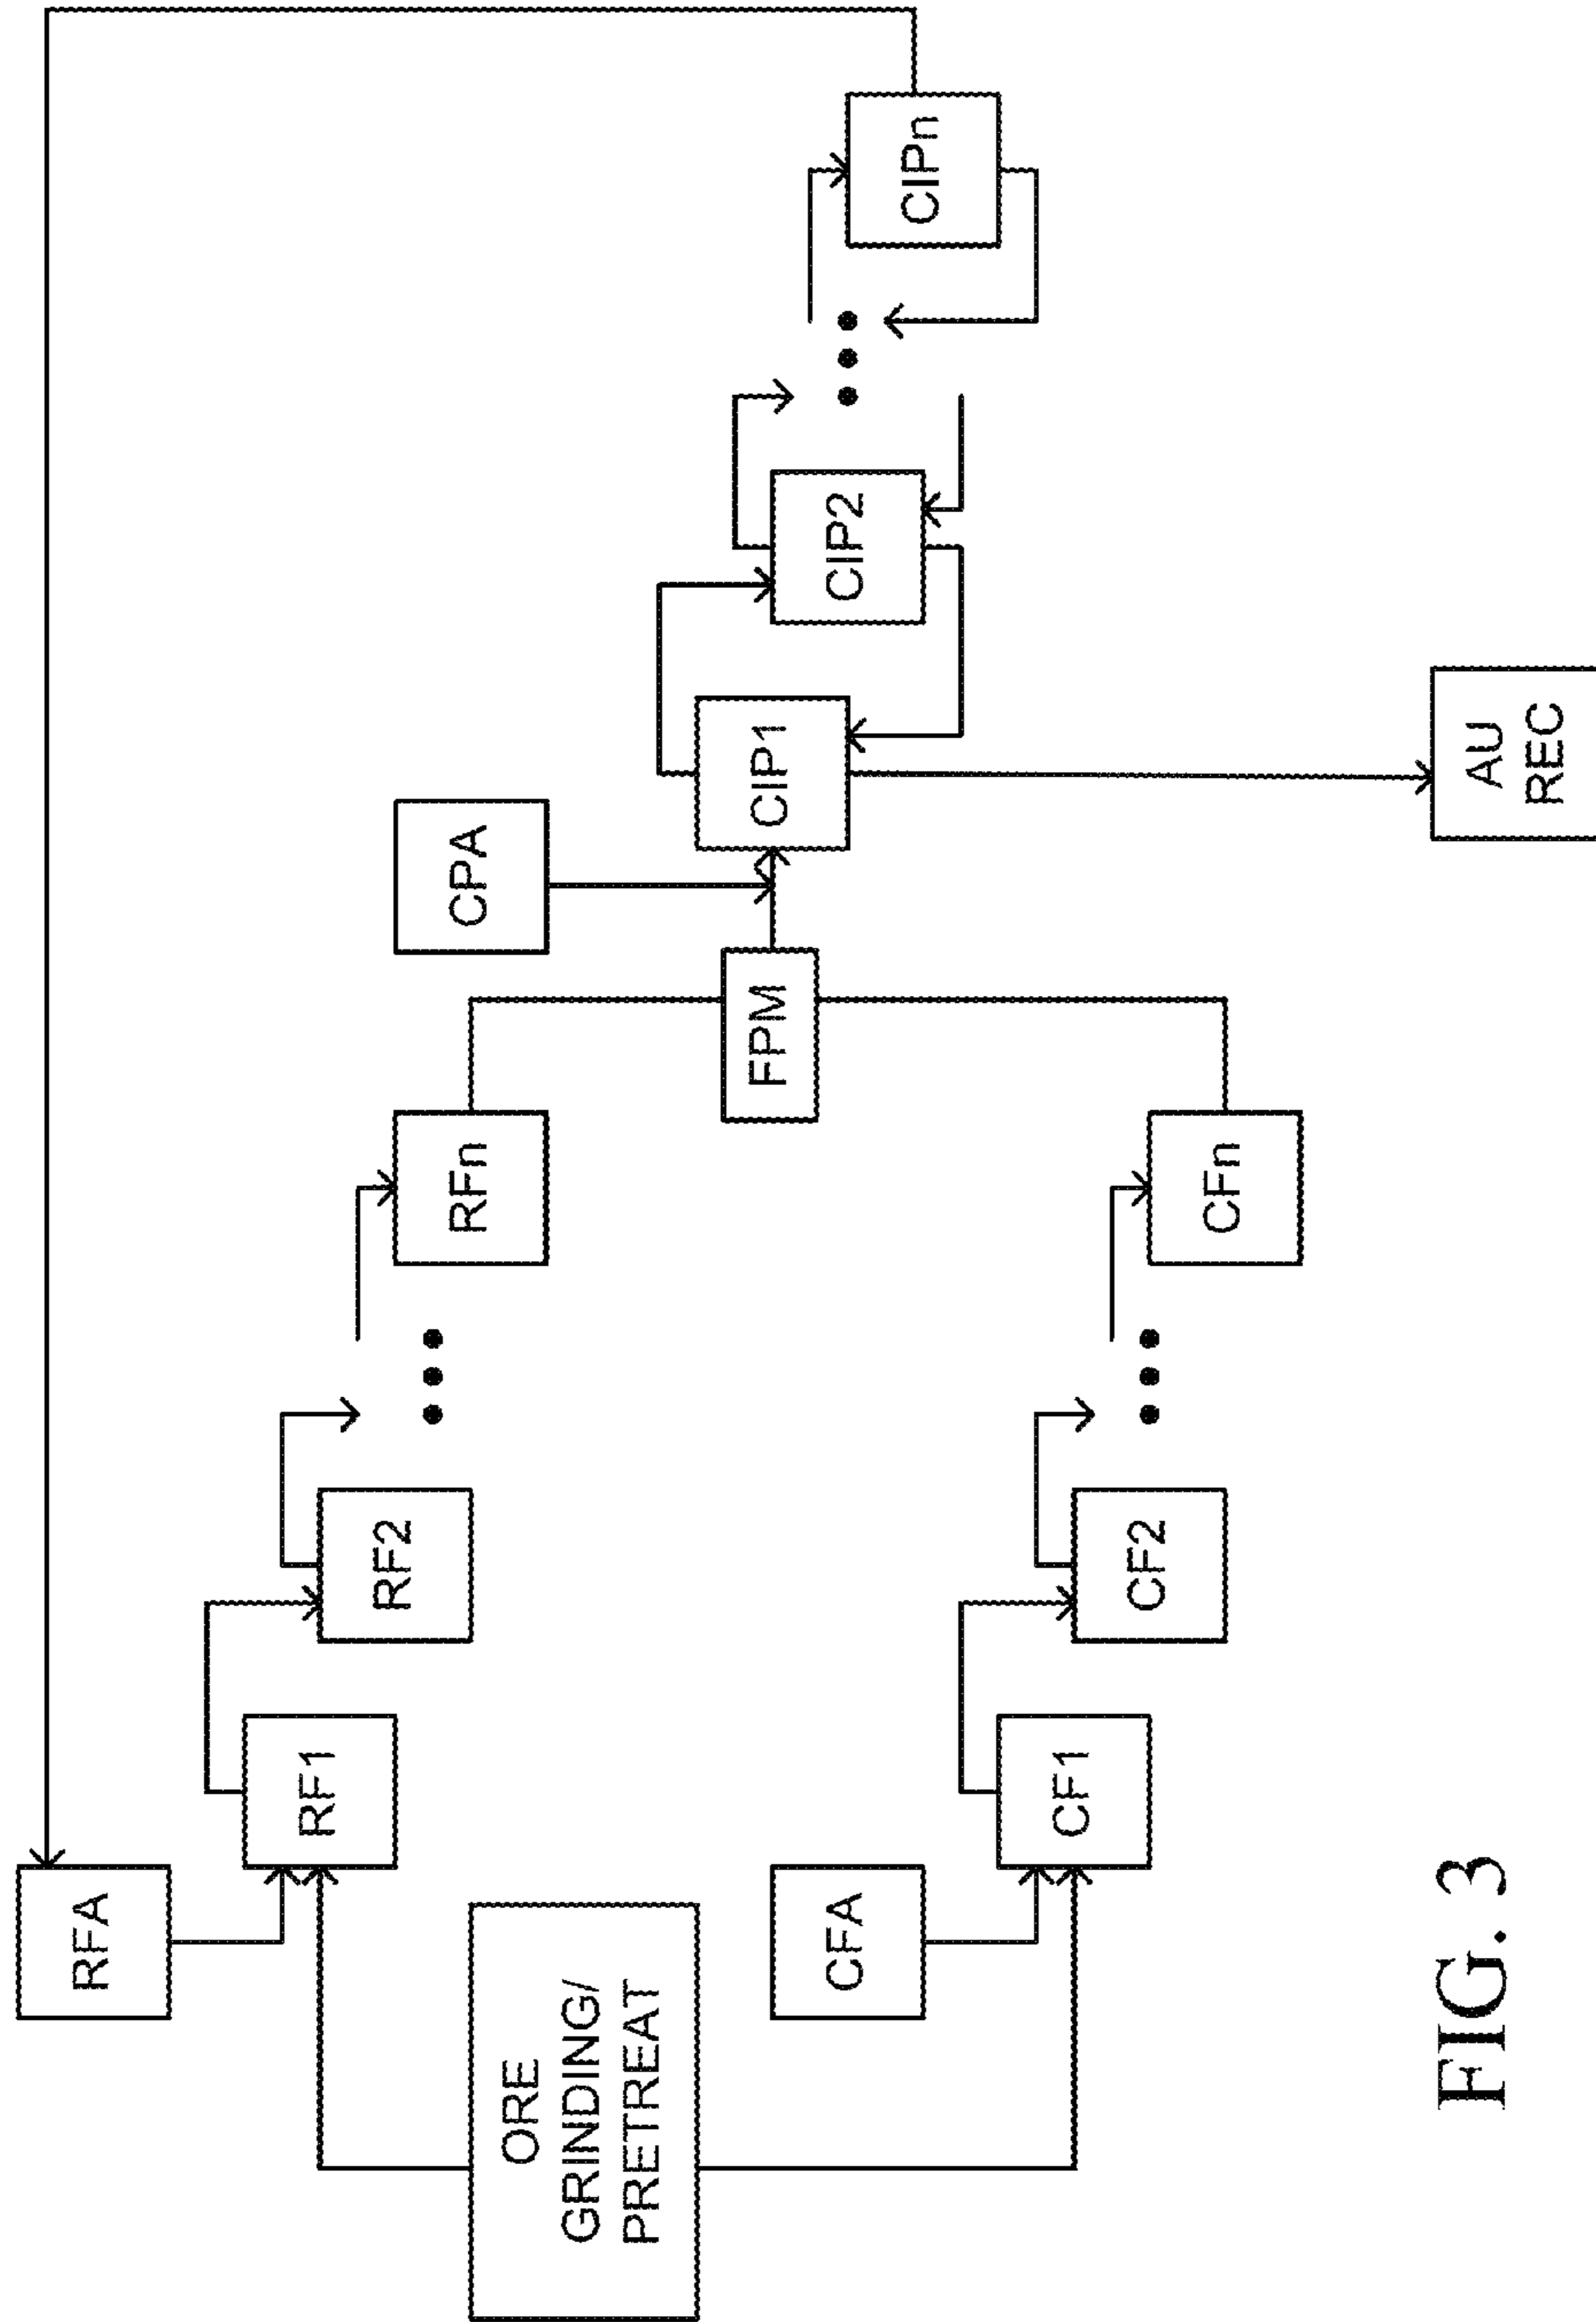 RFA
RF1
RF2
RFn
ORE
GRINDING/
PRETREAT
CFA
CF1
CF2
CFn
FPM
CPA
CIP1
CIP2
CIPn
AU
REC
FIG. 3